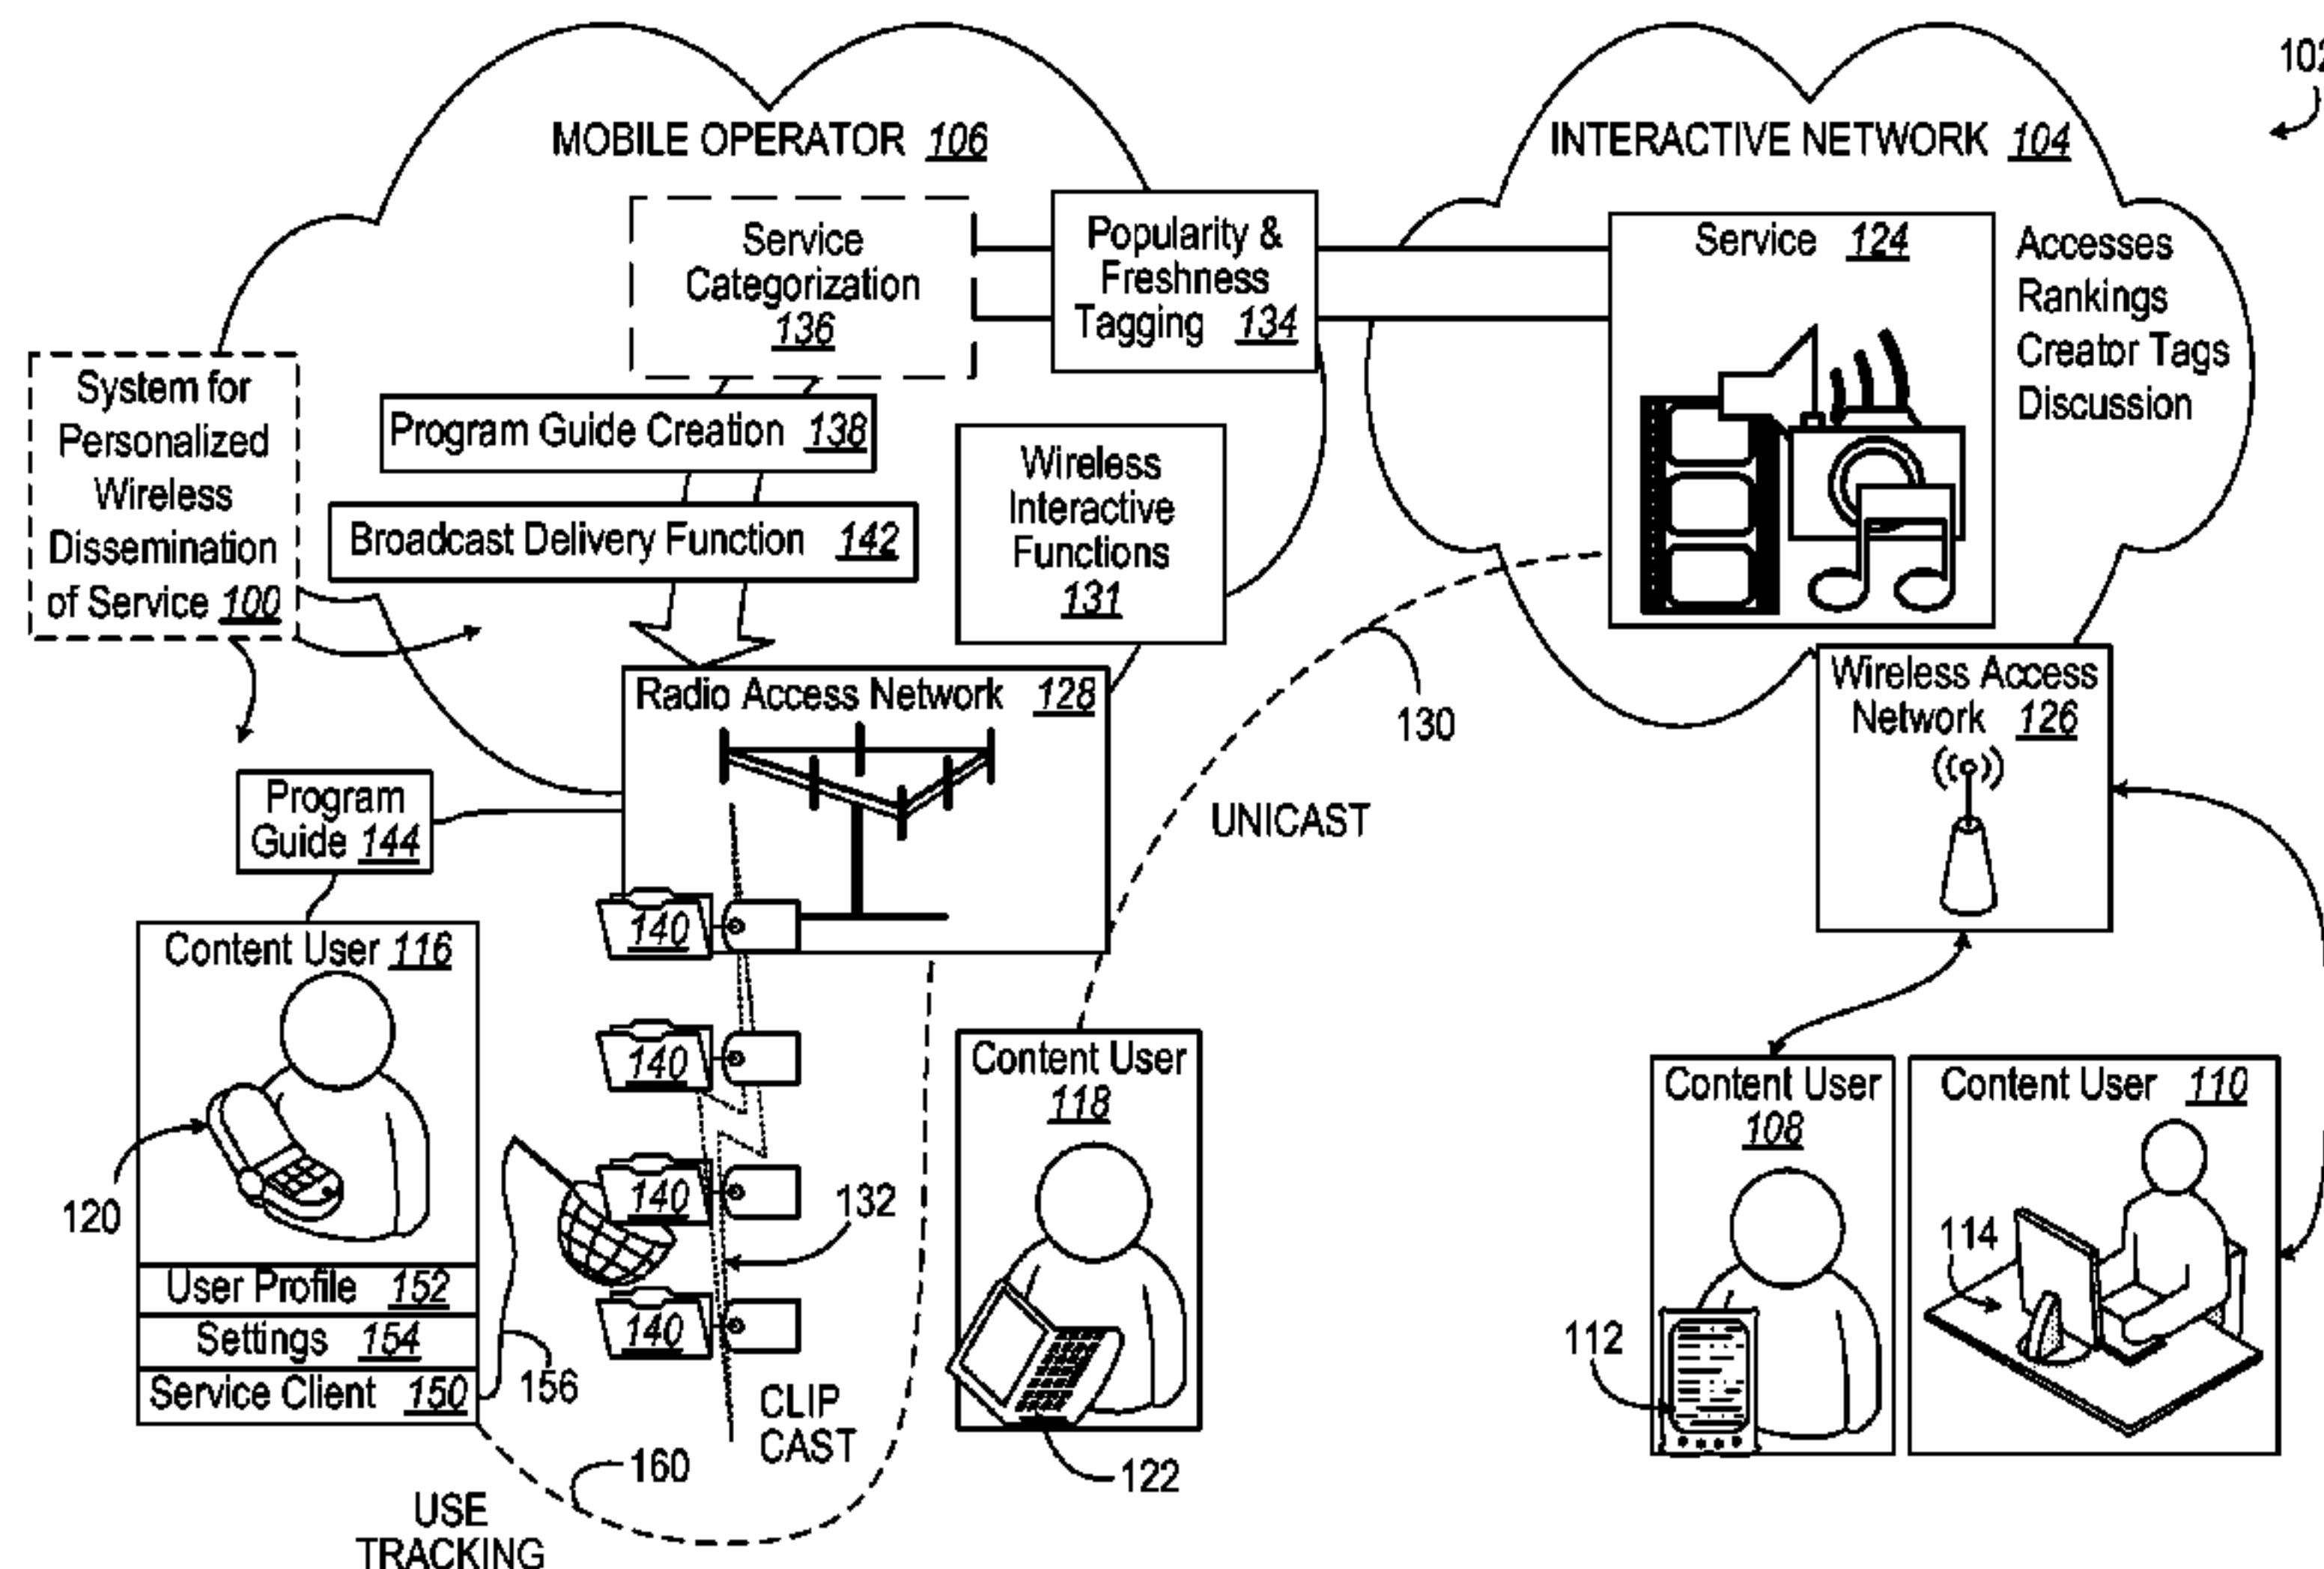 102
MOBILE OPERATOR 106
INTERACTIVE NETWORK 104
Service
Categorization
136
Popularity &
Freshness
Tagging 134
Service 124
Accesses
Rankings
Creator Tags
Discussion
System for
Personalized
Wireless
Dissemination
of Service 100
Program Guide Creation 138
Broadcast Delivery Function 142
Wireless
Interactive
Functions
131
Radio Access Network 128
130
Wireless Access
Network 126
Program
Guide 144
UNICAST
Content User 116
140
140
140
140
Content User
118
Content User
108
Content User 110
120
132
114
112
User Profile 152
Settings 154
Service Client 150
156
CLIP
CAST
160
122
USE
TRACKING